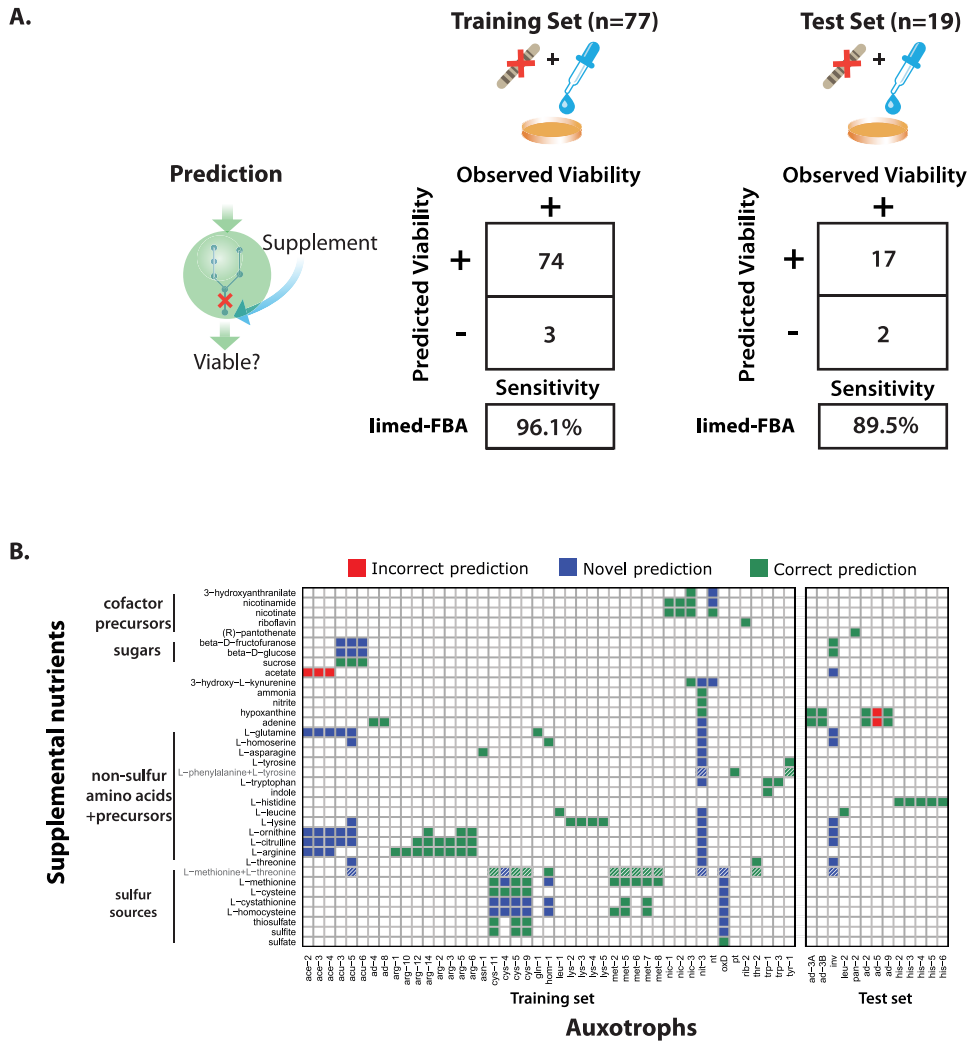 A.
Training Set (n=77)
Test Set (n=19)
+
+
Prediction
Supplement
Viable?
Observed Viability
+
Predicted Viability
+
74
-
3
Sensitivity
limed-FBA
96.1%
Observed Viability
+
Predicted Viability
+
17
-
2
Sensitivity
limed-FBA
89.5%
B.
Incorrect prediction
Novel prediction
Correct prediction
Supplemental nutrients
cofactor
precursors
sugars
non-sulfur
amino acids
+precursors
sulfur
sources
3-hydroxyanthranilate
nicotinamide
nicotinate
riboflavin
(R)-pantothenate
beta-D-fructofuranose
beta-D-glucose
sucrose
acetate
3-hydroxy-L-kynurenine
ammonia
nitrite
hypoxanthine
adenine
L-glutamine
L-homoserine
L-asparagine
L-tyrosine
L-phenylalanine+L-tyrosine
L-tryptophan
indole
L-histidine
L-leucine
L-lysine
L-ornithine
L-citrulline
L-arginine
L-threonine
L-methionine+L-threonine
L-methionine
L-cysteine
L-cystathionine
L-homocysteine
thiosulfate
sulfite
sulfate
ace-2
ace-3
ace-4
acu-3
acu-5
acu-6
ad-4
ad-8
arg-1
arg-10
arg-12
arg-14
arg-2
arg-3
arg-5
arg-6
asn-1
cys-11
cys-4
cys-5
cys-9
gln-1
hom-1
leu-1
lys-2
lys-3
lys-4
lys-5
met-2
met-3
met-5
met-6
met-7
met-8
nic-1
nic-2
nic-3
nit-3
nt
oxD
pt
rib-2
thr-2
trp-1
trp-3
tyr-1
ad-3A
ad-3B
inv
leu-2
pan-2
ad-2
ad-5
ad-9
his-2
his-3
his-4
his-5
his-6
Training set
Test set
Auxotrophs